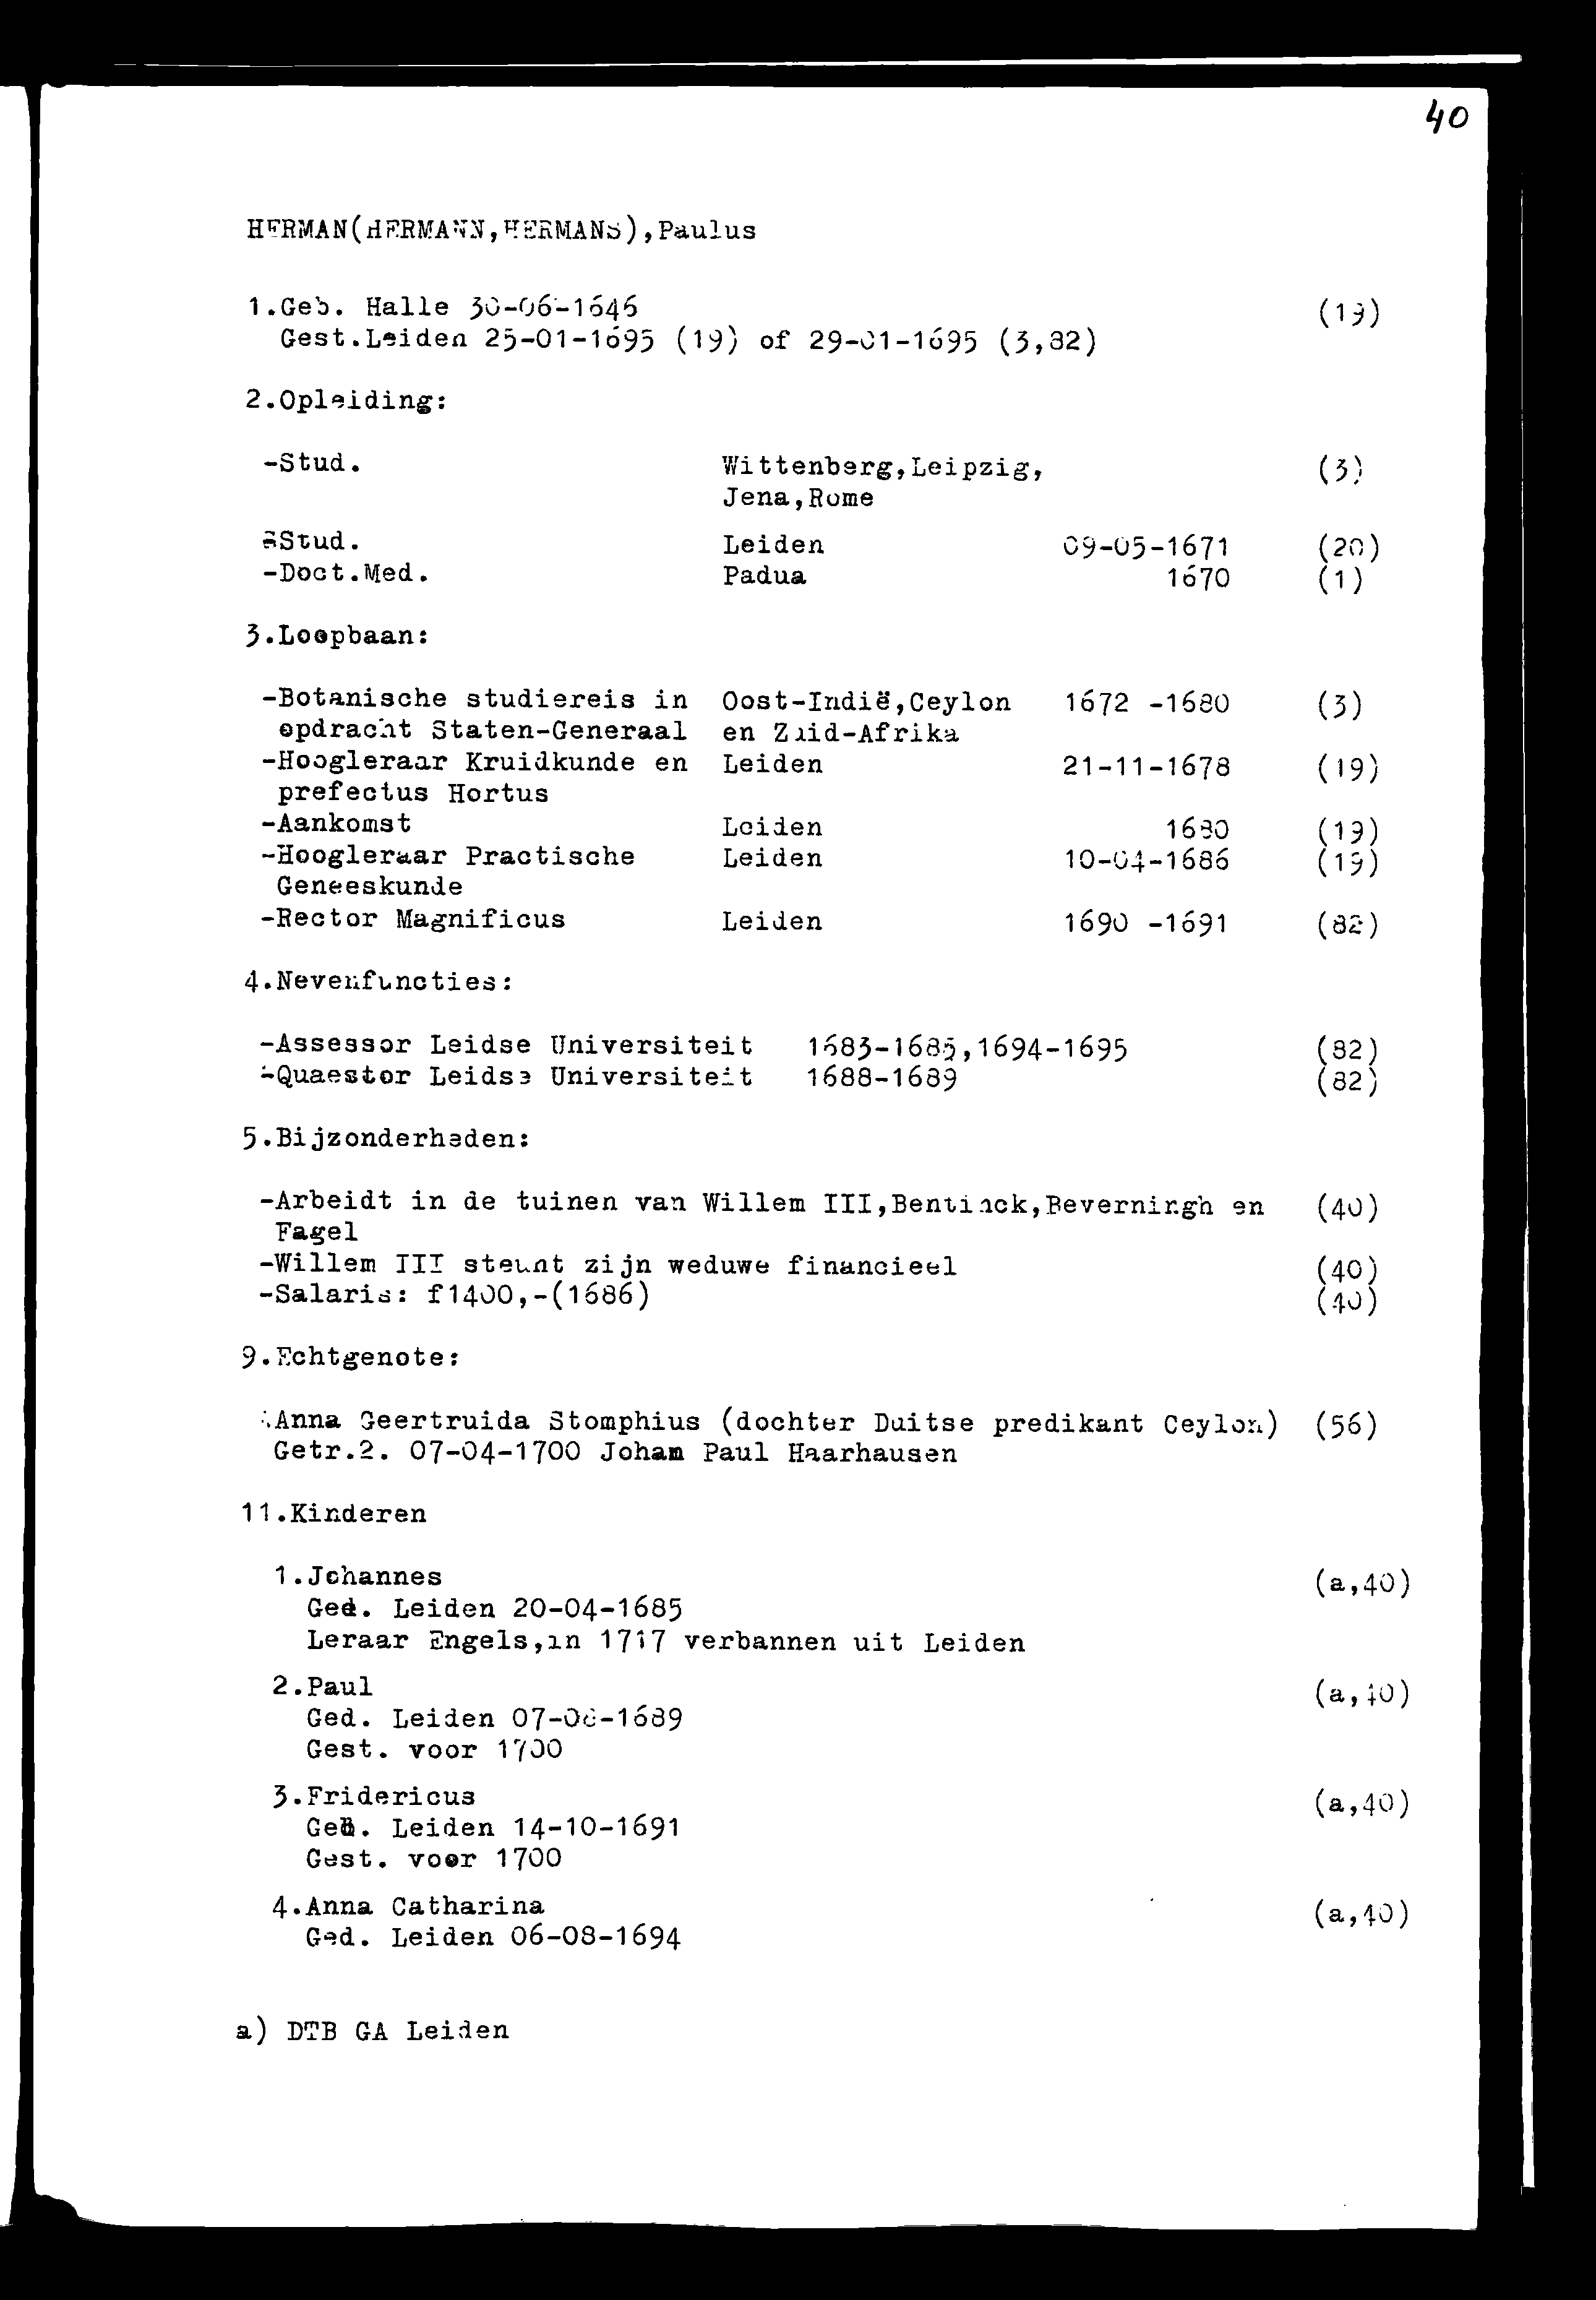 40
HERMAN(HERMANN,HERMANS),Paulus
1.Geb. Halle 30-06-1646 (19)
Gest.Leiden 25-01-1695 (19) of 29-01-1695 (3,82)
2.Opleiding:
-Stud. Wittenberg,Leipzig, (3)
Jena,Rome
-Stud. Leiden 09-05-1671 (20)
-Doct.Med. Padua 1670 (1)
3.Loopbaan:
-Botanische studiereis in Oost-Indië,Ceylon 1672 -1680 (3)
opdracht Staten-Generaal en Zuid-Afrika
-Hoogleraar Kruidkunde en Leiden 21-11-1678 (19)
prefectus Hortus
-Aankomst Leiden 1680 (19)
-Hoogleraar Practische Leiden 10-04-1686 (19)
Geneeskunde
-Rector Magnificus Leiden 1690 -1691 (82)
4.Nevenfuncties:
-Assessor Leidse Universiteit 1683-1685,1694-1695 (82)
-Quaestor Leidse Universiteit 1688-1689 (82)
5.Bijzonderheden:
-Arbeidt in de tuinen van Willem III,Bentinck,Beverningh en (40)
Fagel
-Willem III steunt zijn weduwe financieel (40)
-Salaris: f1400,-(1686) (40)
9.Echtgenote:
Anna Geertruida Stomphius (dochter Duitse predikant Ceylon) (56)
Getr.2. 07-04-1700 Johan Paul Haarhausen
11.Kinderen
1.Johannes (a,40)
Ged. Leiden 20-04-1685
Leraar Engels,in 1717 verbannen uit Leiden
2.Paul (a,40)
Ged. Leiden 07-08-1689
Gest. voor 1700
3.Fridericus (a,40)
Ged. Leiden 14-10-1691
Gest. voor 1700
4.Anna Catharina (a,40)
Ged. Leiden 06-08-1694
a) DTB GA Leiden